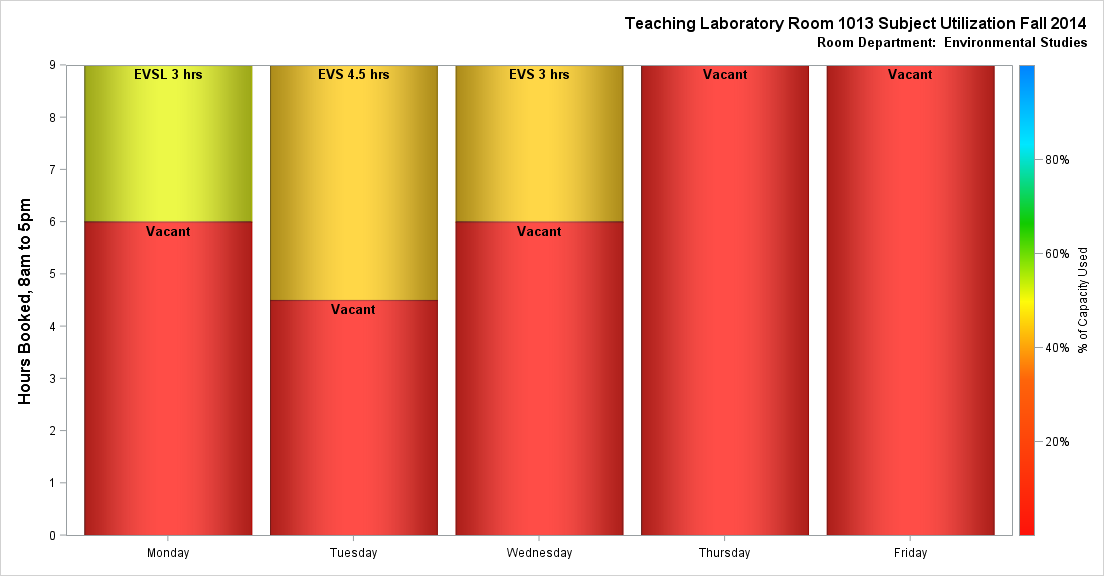 Teaching Laboratory Room 1013 Subject Utilization Fall 2014
Room Department:  Environmental Studies
Hours Booked, 8am to 5pm
9
8
7
6
5
4
3
2
1
0
EVSL 3 hrs
Vacant
EVS 4.5 hrs
Vacant
EVS 3 hrs
Vacant
Vacant
Vacant
Monday
Tuesday
Wednesday
Thursday
Friday
80%
60%
40%
20%
% of Capacity Used